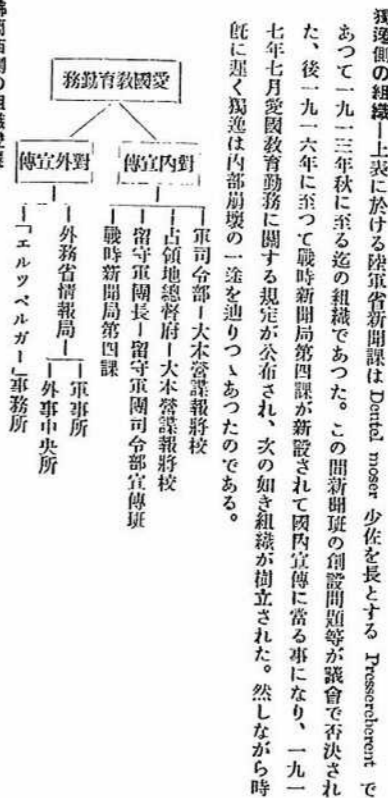 獨逸側の組織―上表に於ける陸軍省新聞課は Deutel moser 少佐を長とする Pressereherent で
あつて一九一三年秋に至る迄の組織であつた。この間新聞班の創設問題等が議會で否決され
た、後一九一六年に至つて戰時新聞局第四課が新設されて國内宣傳に當る事になり、一九一
七年七月愛國教育勤務に關する規定が公布され、次の如き組織が樹立された。然しながら時
既に遲く獨逸は内部崩壞の一途を辿りつゝあつたのである。
愛國教育勤務
對内宣傳
軍司令部―大本營諜報將校
占領地總督府―大本營諜報將校
留守軍團長―留守軍團司令部宣傳班
戰時新聞局第四課
對外宣傳
外務省情報局
軍事所
外事中央所
「エルツベルガー」事務所